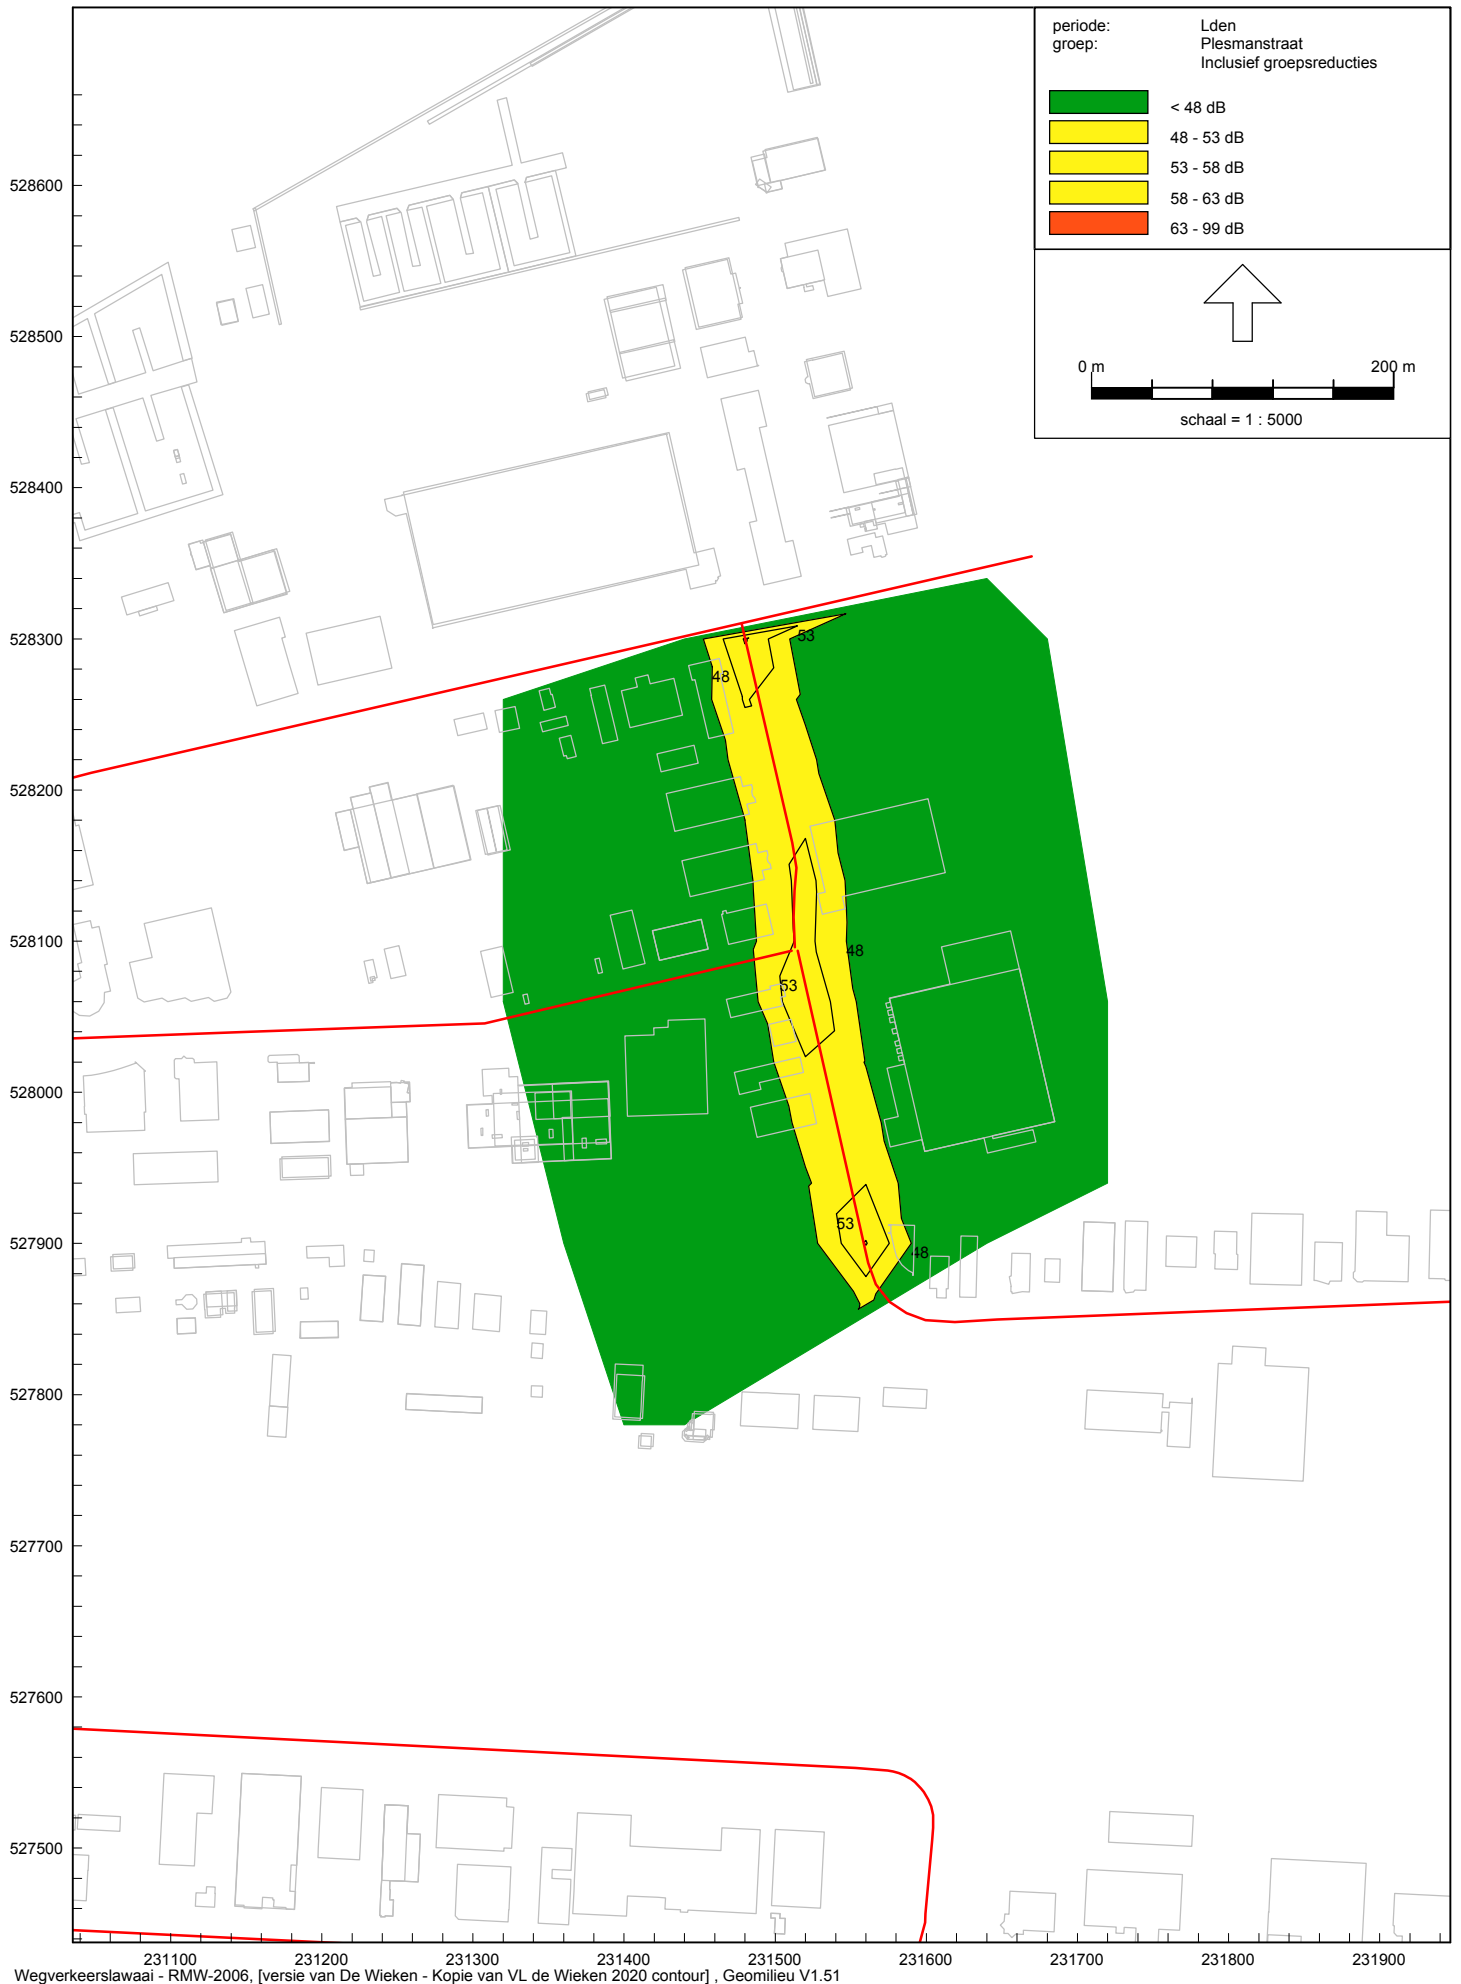 periode: Lden
groep: Plesmanstraat
Inclusief groepsreducties
< 48 dB
48 - 53 dB
53 - 58 dB
58 - 63 dB
63 - 99 dB
0 m 200 m
schaal = 1 : 5000
528600
528500
528400
528300
528200
528100
528000
527900
527800
527700
527600
527500
53
48
48
53
53
48
231100 231200 231300 231400 231500 231600 231700 231800 231900
Wegverkeerslawaai - RMW-2006, [versie van De Wieken - Kopie van VL de Wieken 2020 contour] , Geomilieu V1.51